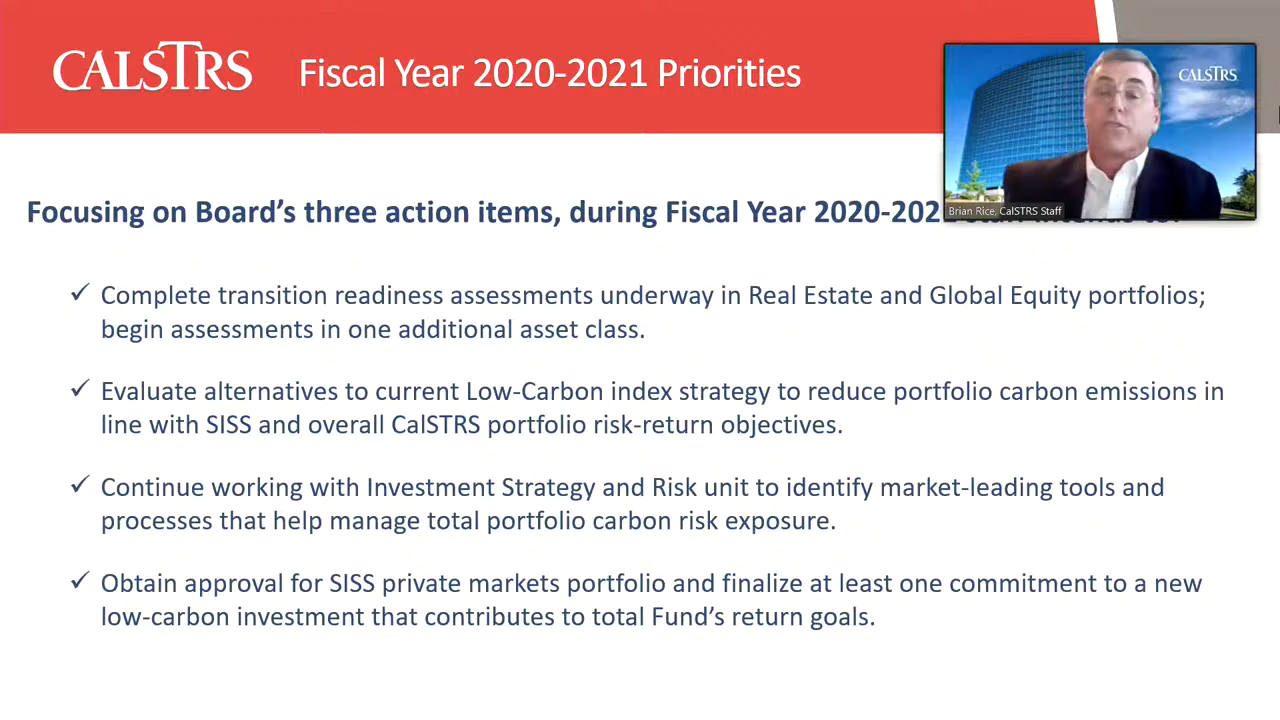 CALSTRS
Fiscal Year 2020-2021 Priorities
CALSTRS
Brian Rice, CalSTRS Staff
Focusing on Board’s three action items, during Fiscal Year
✓ Complete transition readiness assessments underway in Real Estate and Global Equity portfolios;
begin assessments in one additional asset class.
✓ Evaluate alternatives to current Low-Carbon index strategy to reduce portfolio carbon emissions in
line with SISS and overall CalSTRS portfolio risk-return objectives.
✓ Continue working with Investment Strategy and Risk unit to identify market-leading tools and
processes that help manage total portfolio carbon risk exposure.
✓ Obtain approval for SISS private markets portfolio and finalize at least one commitment to a new
low-carbon investment that contributes to total Fund’s return goals.